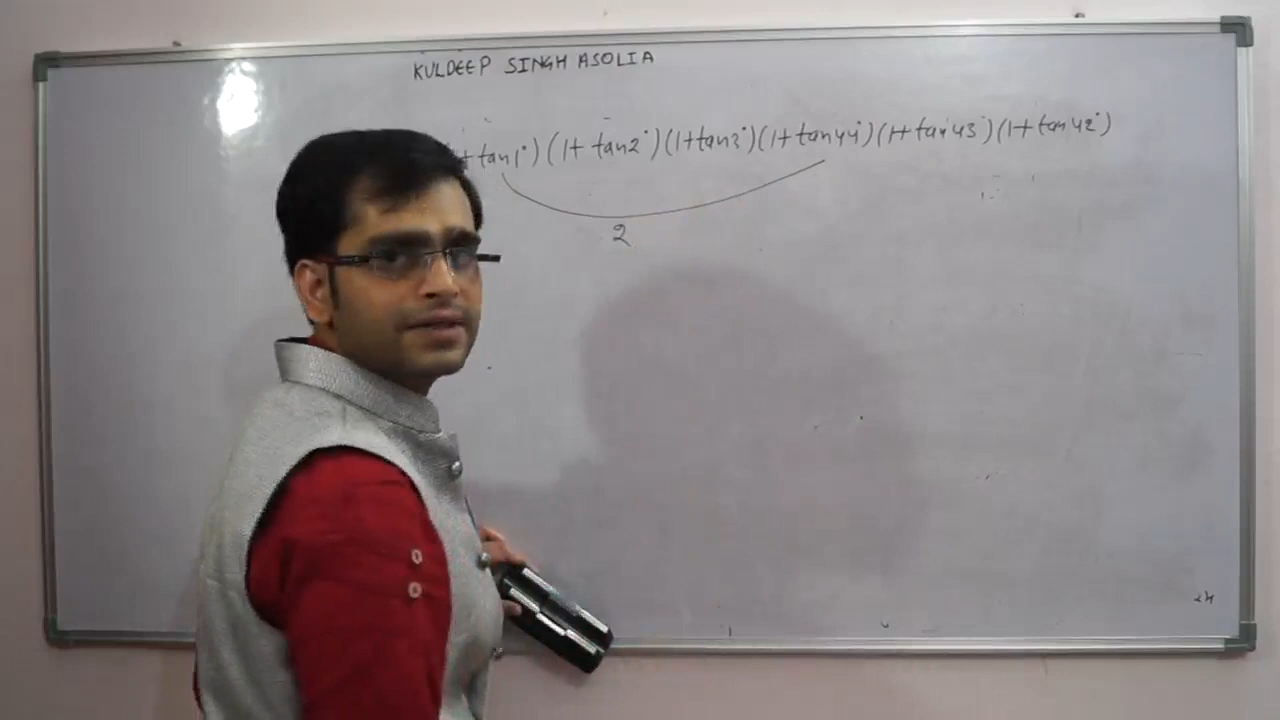 KULDEEP SINGH ASOLIA
+ tan1°) (1+ tan2°) (1+tan3°) (1+tan44°) (1+tan43°) (1+tan42°)
2